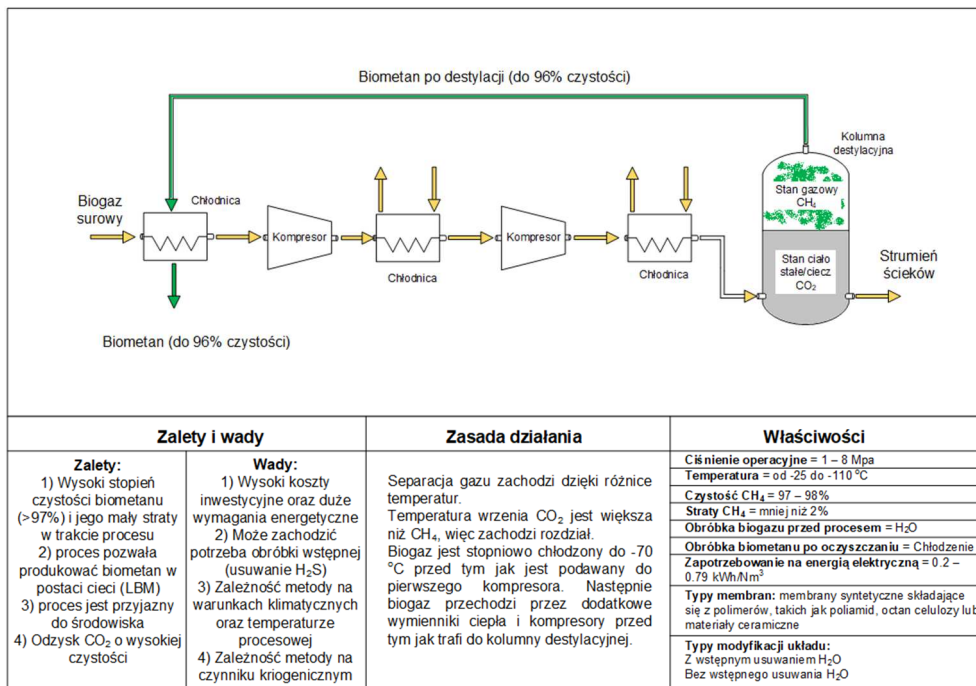 Biometan po destylacji (do 96% czystości)
Kolumna
destylacyjna
Biogaz
surowy
Chłodnica
Kompresor
Chłodnica
Kompresor
Chłodnica
Stan gazowy
CH₄
Stan ciało
stałe/ciecz
CO₂
Strumień
ścieków
Biometan (do 96% czystości)
Zalety i wady
Zalety:
1) Wysoki stopień
czystości biometanu
(>97%) i jego mały straty
w trakcie procesu
2) proces pozwała
produkować biometan w
postaci cieci (LBM)
3) proces jest przyjazny
do środowiska
4) Odzysk CO₂ o wysokiej
czystości
Wady:
1) Wysoki koszty
inwestycyjne oraz duże
wymagania energetyczne
2) Może zachodzić
potrzeba obróbki wstępnej
(usuwanie H₂S)
3) Zależność metody na
warunkach klimatycznych
oraz temperaturze
procesowej
4) Zależność metody na
czynniku kriogenicznym
Zasada działania
Separacja gazu zachodzi dzięki różnice
temperatur.
Temperatura wrzenia CO₂ jest większa
niż CH₄, więc zachodzi rozdział.
Biogaz jest stopniowo chłodzony do -70
°C przed tym jak jest podawany do
pierwszego kompresora. Następnie
biogaz przechodzi przez dodatkowe
wymienniki ciepła i kompresory przed
tym jak trafi do kolumny destylacyjnej.
Właściwości
Ciśnienie operacyjne = 1 – 8 Mpa
Temperatura = od -25 do -110 °C
Czystość CH₄ = 97 – 98%
Straty CH₄ = mniej niż 2%
Obróbka biogazu przed procesem = H₂O
Obróbka biometanu po oczyszczaniu = Chłodzenie
Zapotrzebowanie na energię elektryczną = 0.2 –
0.79 kWh/Nm³
Typy membran: membrany syntetyczne składające
się z polimerów, takich jak poliamid, octan celulozy lub
materiały ceramiczne
Typy modyfikacji układu:
Z wstępnym usuwaniem H₂O
Bez wstępnego usuwania H₂O